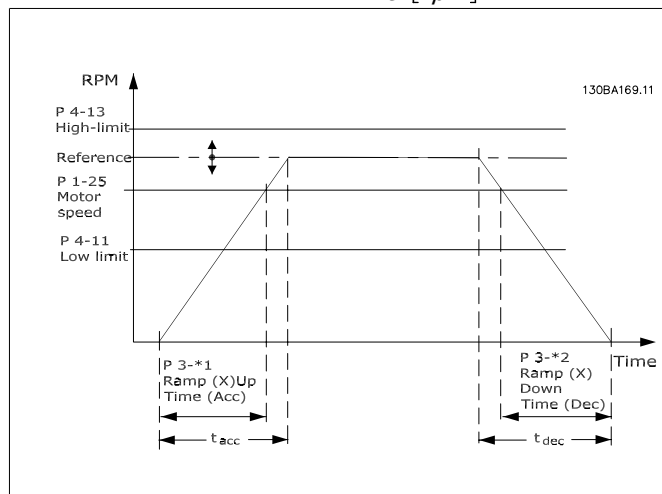 RPM
130BA169.11
P 4-13
High-limit
Reference
P 1-25
Motor
speed
P 4-11
Low limit
P 3-*1
Ramp (X)Up
Time (Acc)
P 3-*2
Ramp (X)
Down
Time (Dec)
Time
tacc
tdec